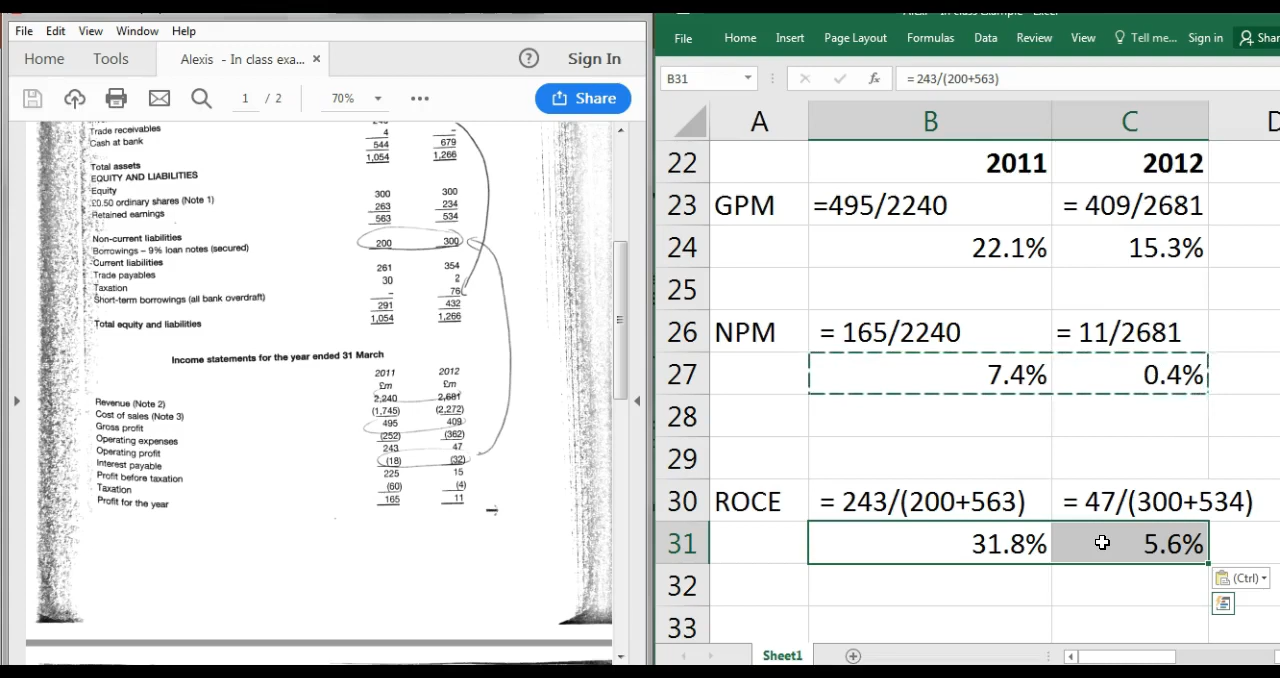 File Edit View Window Help
Home Tools Alexis - In class exa... × ? Sign In
1 / 2 70% Share
Trade receivables 4 –
Cash at bank 544 679
1,054 1,266
Total assets
EQUITY AND LIABILITIES
Equity
£0.50 ordinary shares (Note 1) 300 300
Retained earnings 263 234
563 534
Non-current liabilities
Borrowings – 9% loan notes (secured) 200 300
Current liabilities
Trade payables 261 354
Taxation 30 2
Short-term borrowings (all bank overdraft) – 76
291 432
Total equity and liabilities 1,054 1,266
Income statements for the year ended 31 March
2011 2012
£m £m
Revenue (Note 2) 2,240 2,681
Cost of sales (Note 3) (1,745) (2,272)
Gross profit 495 409
Operating expenses (252) (362)
Operating profit 243 47
Interest payable (18) (32)
Profit before taxation 225 15
Taxation (60) (4)
Profit for the year 165 11
Alexis - In class Example - Excel
File Home Insert Page Layout Formulas Data Review View Tell me... Sign in Shar
B31 fx = 243/(200+563)
A B C D
22 2011 2012
23 GPM =495/2240 = 409/2681
24 22.1% 15.3%
25
26 NPM = 165/2240 = 11/2681
27 7.4% 0.4%
28
29
30 ROCE = 243/(200+563) = 47/(300+534)
31 31.8% 5.6%
(Ctrl)
32
33
Sheet1